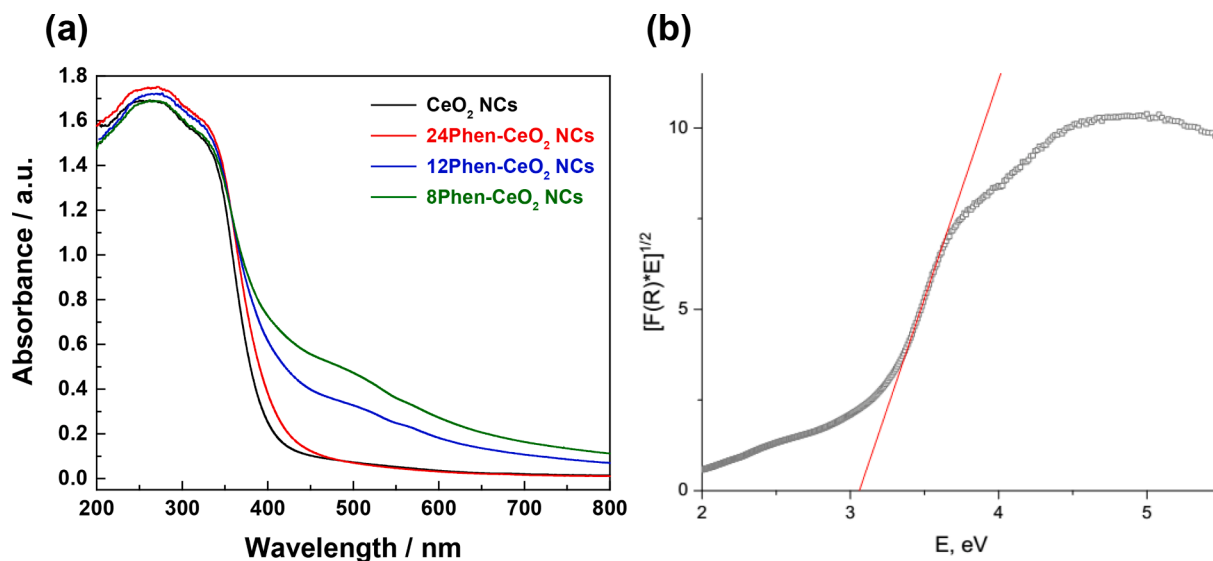 (a)
1.8
1.6
1.4
1.2
1.0
0.8
0.6
0.4
0.2
0.0
200 300 400 500 600 700 800
Absorbance / a.u.
Wavelength / nm
CeO₂ NCs
24Phen-CeO₂ NCs
12Phen-CeO₂ NCs
8Phen-CeO₂ NCs
(b)
10
5
0
2 3 4 5
[F(R)*E]^1/2
E, eV